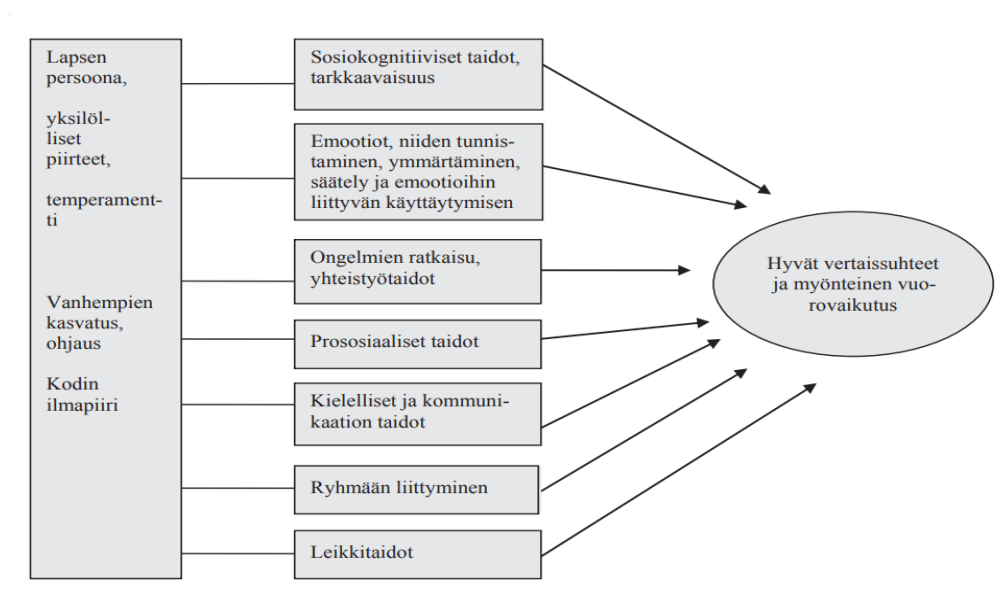 Lapsen
persoona,
yksilöl-
liset
piirteet,
temperament-
ti
Vanhempien
kasvatus,
ohjaus
Kodin
ilmapiiri
Sosiokognitiiviset taidot,
tarkkaavaisuus
Emootiot, niiden tunnis-
taminen, ymmärtäminen,
säätely ja emootioihin
liittyvän käyttäytymisen
Ongelmien ratkaisu,
yhteistyötaidot
Prososiaaliset taidot
Kielelliset ja kommuni-
kaation taidot
Ryhmään liittyminen
Leikkitaidot
Hyvät vertaissuhteet
ja myönteinen vuo-
rovaikutus